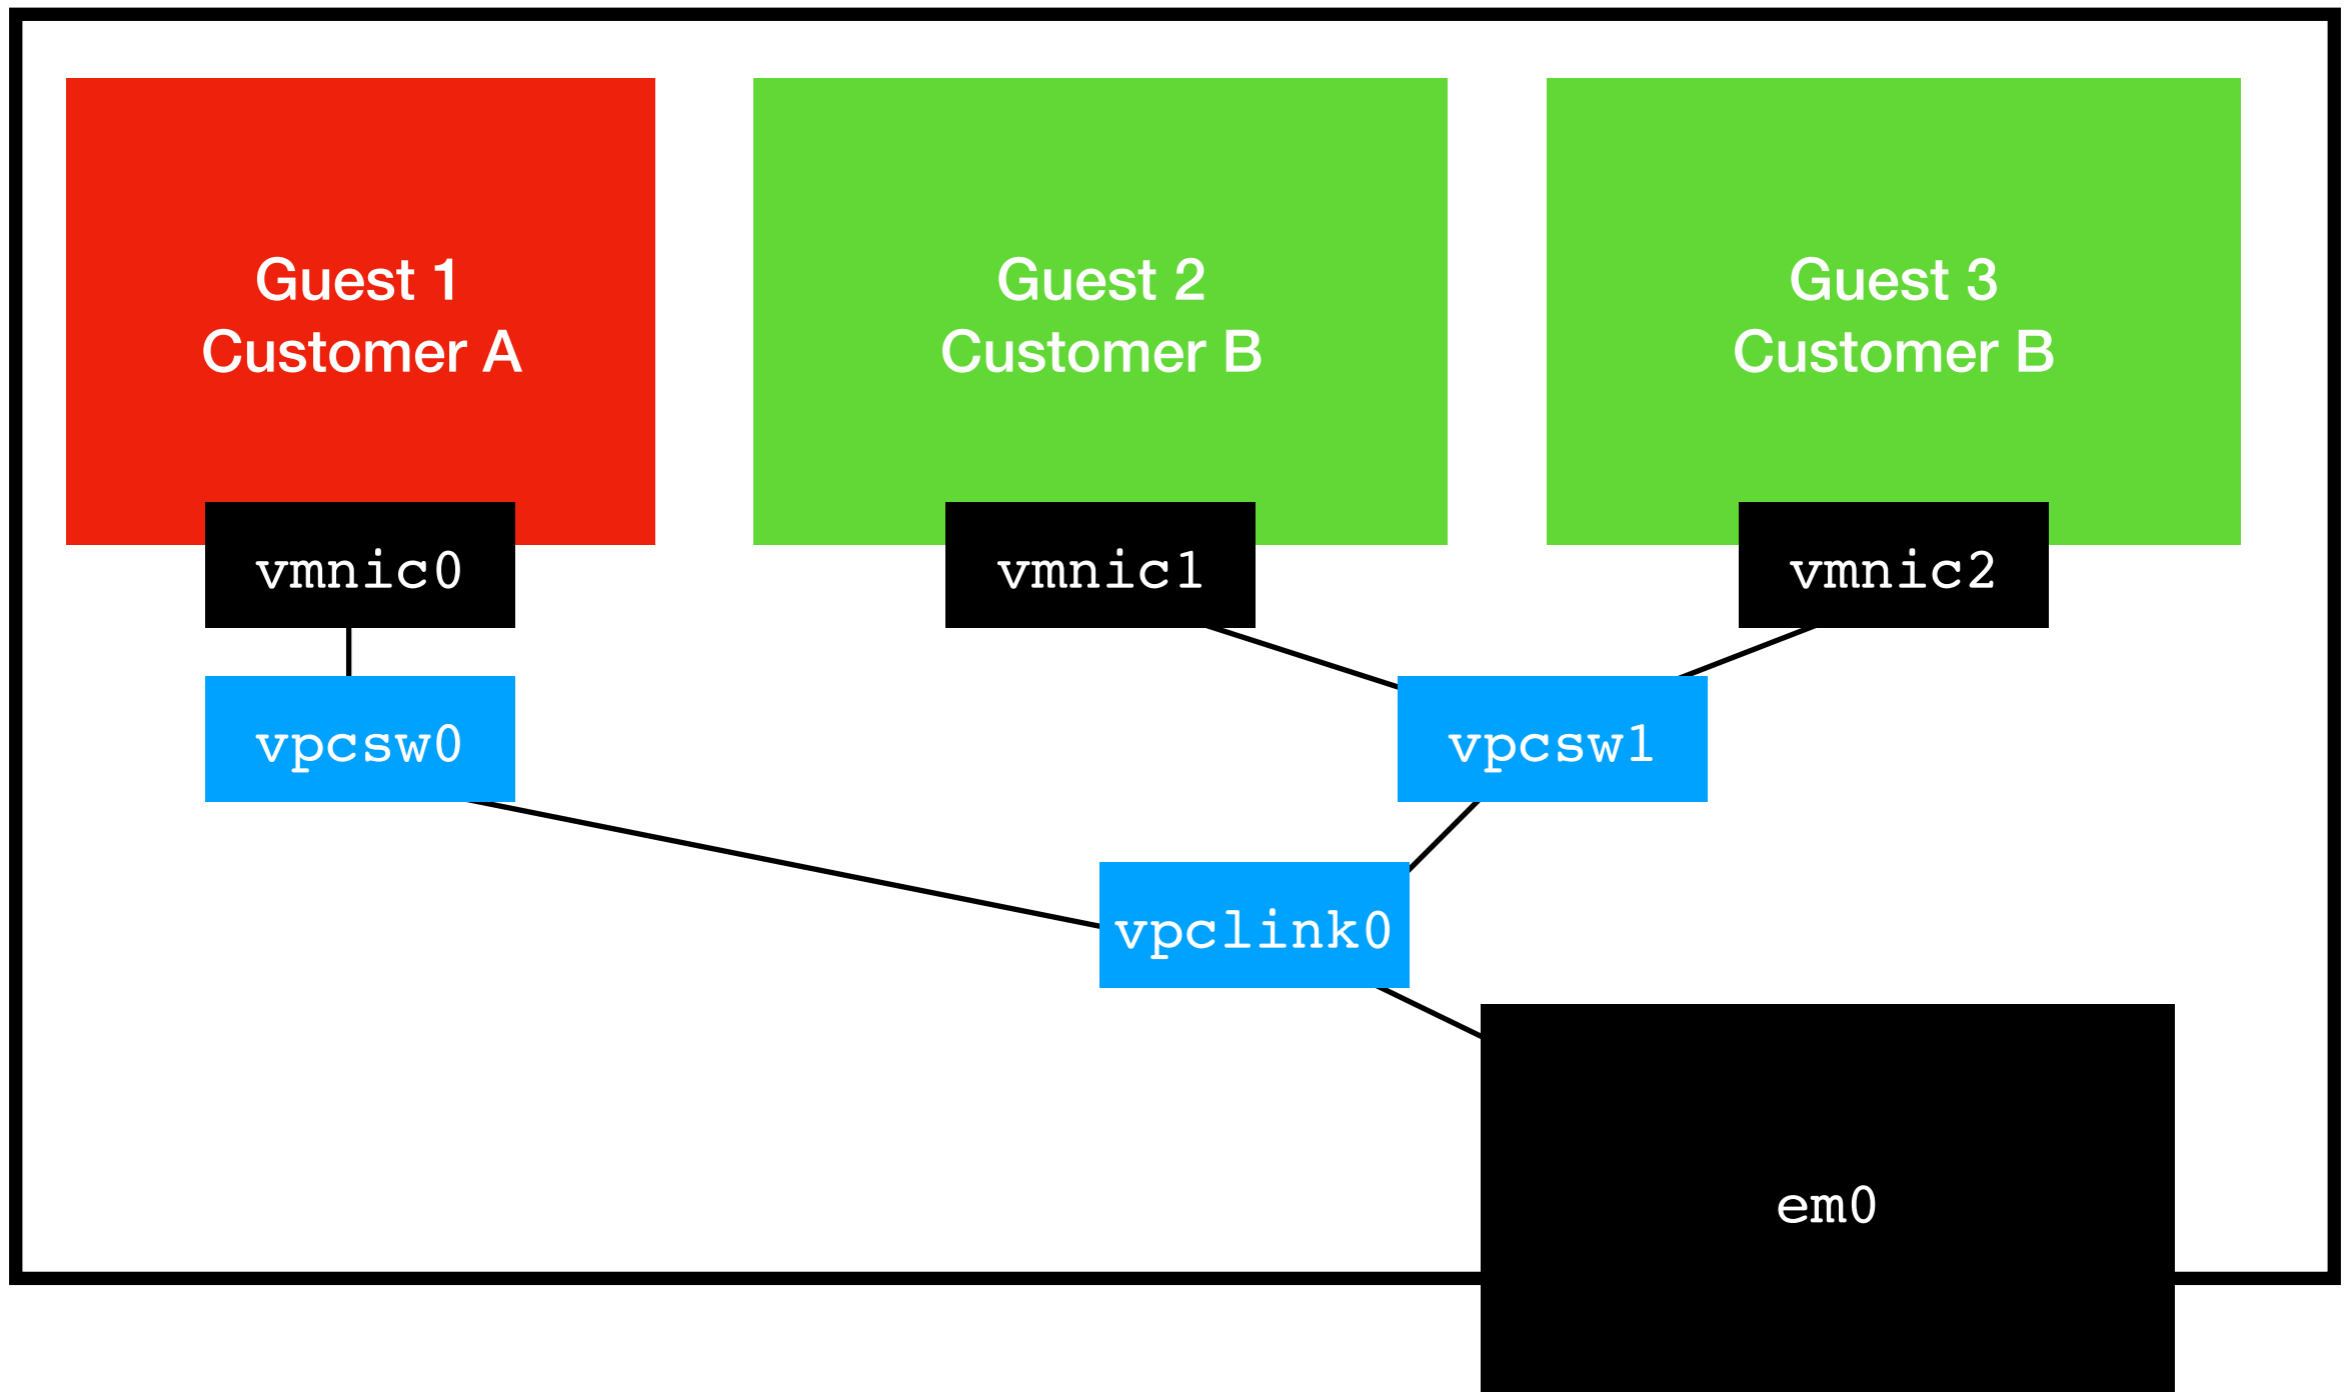 Guest 1
Customer A
Guest 2
Customer B
Guest 3
Customer B
vmnic0
vmnic1
vmnic2
vpcsw0
vpcsw1
vpclink0
em0